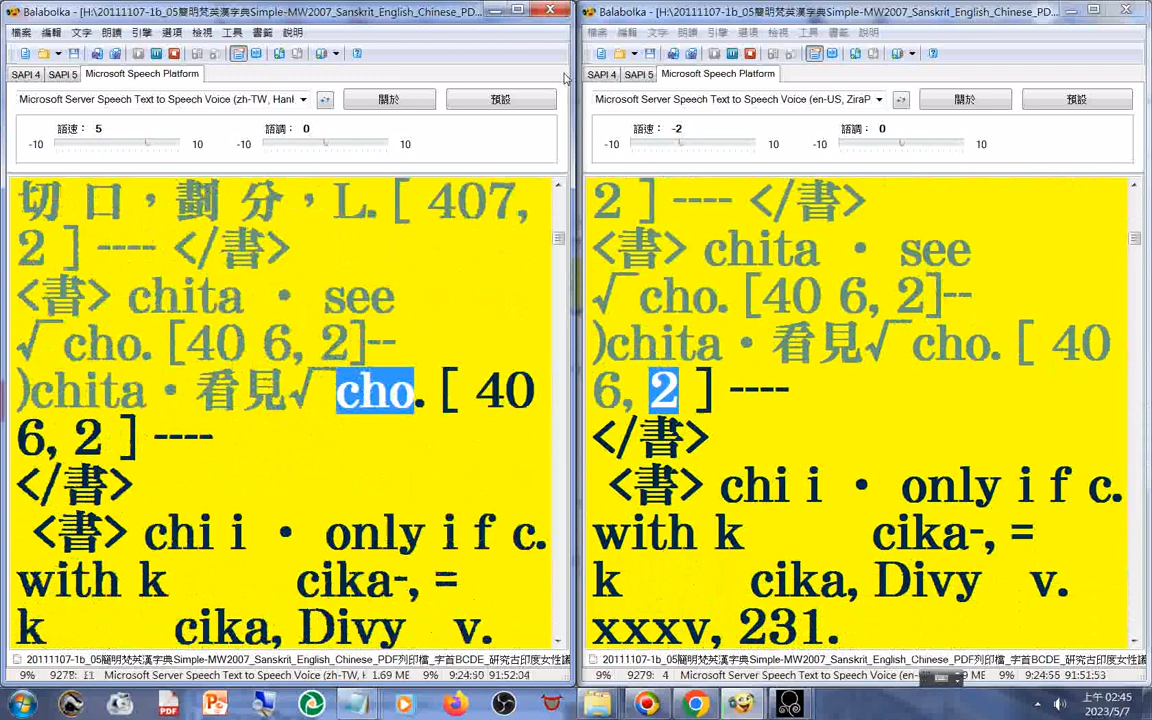 Balabolka - [H:\20111107-1b_05簡明梵英漢字典Simple-MW2007_Sanskrit_English_Chinese_PD...
檔案 編輯 文字 朗讀 引擎 選項 檢視 工具 書籤 說明
SAPI 4 SAPI 5 Microsoft Speech Platform
Microsoft Server Speech Text to Speech Voice (zh-TW, Hanl 關於 預設
語速： 5 語調： 0
-10 10 -10 10
切 口，劃 分，L. [ 407,
2 ] ---- </書>
<書> chita • see
√ cho. [40 6, 2]--
)chita • 看見√ cho. [ 40
6, 2 ] ----
</書>
<書> chi i • only i f c.
with k cika-, =
k cika, Divy v.
20111107-1b_05簡明梵英漢字典Simple-MW2007_Sanskrit_English_Chinese_PDF列印檔_字首BCDE_研究古印度女性議
9% 9278: 11 Microsoft Server Speech Text to Speech Voice (zh-TW, H 1.69 MB 9% 9:24:50 91:52:04
Balabolka - [H:\20111107-1b_05簡明梵英漢字典Simple-MW2007_Sanskrit_English_Chinese_PD...
檔案 編輯 文字 朗讀 引擎 選項 檢視 工具 書籤 說明
SAPI 4 SAPI 5 Microsoft Speech Platform
Microsoft Server Speech Text to Speech Voice (en-US, ZiraP 關於 預設
語速： -2 語調： 0
-10 10 -10 10
2 ] ---- </書>
<書> chita • see
√ cho. [40 6, 2]--
)chita • 看見√ cho. [ 40
6, 2 ] ----
</書>
<書> chi i • only i f c.
with k cika-, =
k cika, Divy v.
xxxv, 231.
20111107-1b_05簡明梵英漢字典Simple-MW2007_Sanskrit_English_Chinese_PDF列印檔_字首BCDE_研究古印度女性議
9% 9279: 4 Microsoft Server Speech Text to Speech Voice (en-US MB 9% 9:24:55 91:51:53
PDF
上午 02:45
2023/5/7